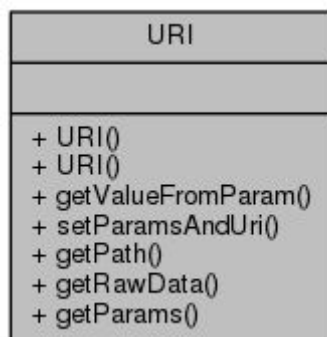 URI
+ URI()
+ URI()
+ getValueFromParam()
+ setParamsAndUri()
+ getPath()
+ getRawData()
+ getParams()